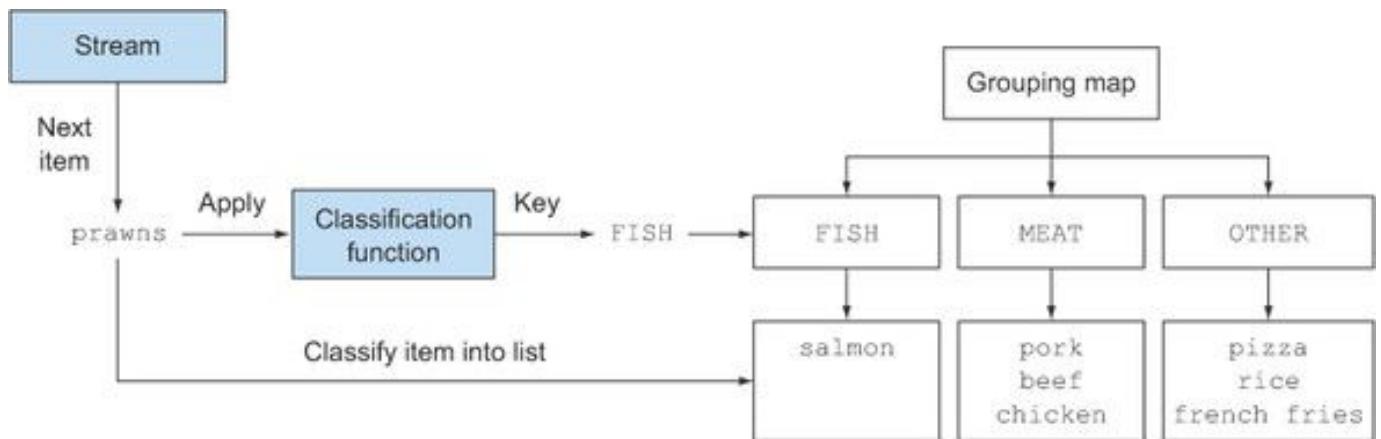 Stream
Grouping map
Next
item
Apply
Classification
function
Key
prawns
FISH
FISH
MEAT
OTHER
Classify item into list
salmon
pork
beef
chicken
pizza
rice
french fries